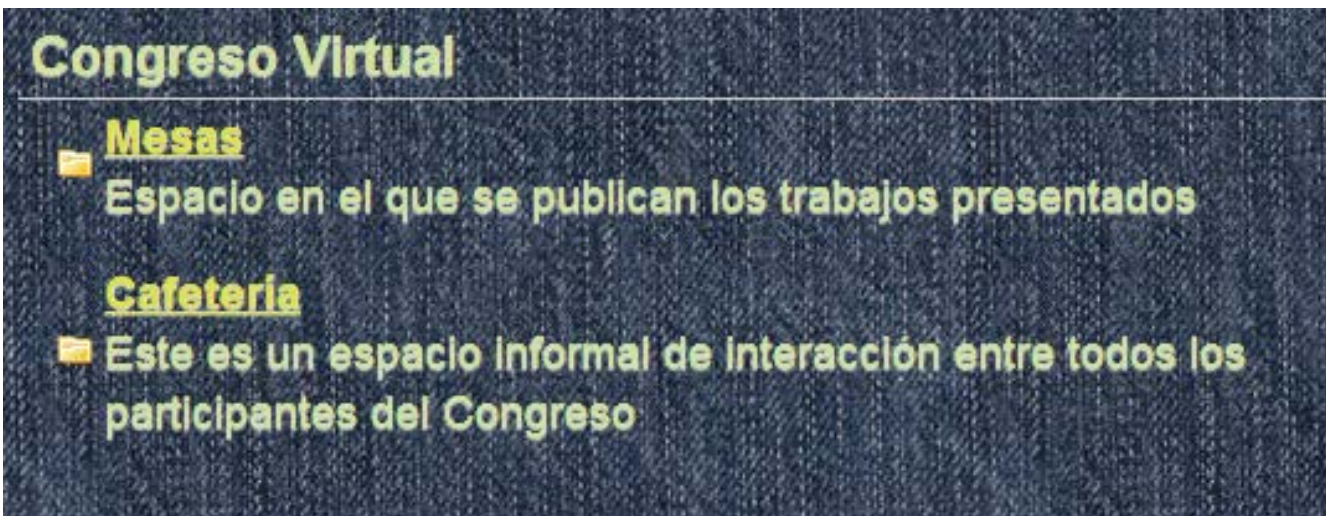 Congreso Virtual
Mesas
Espacio en el que se publican los trabajos presentados
Cafetería
Este es un espacio informal de interacción entre todos los
participantes del Congreso